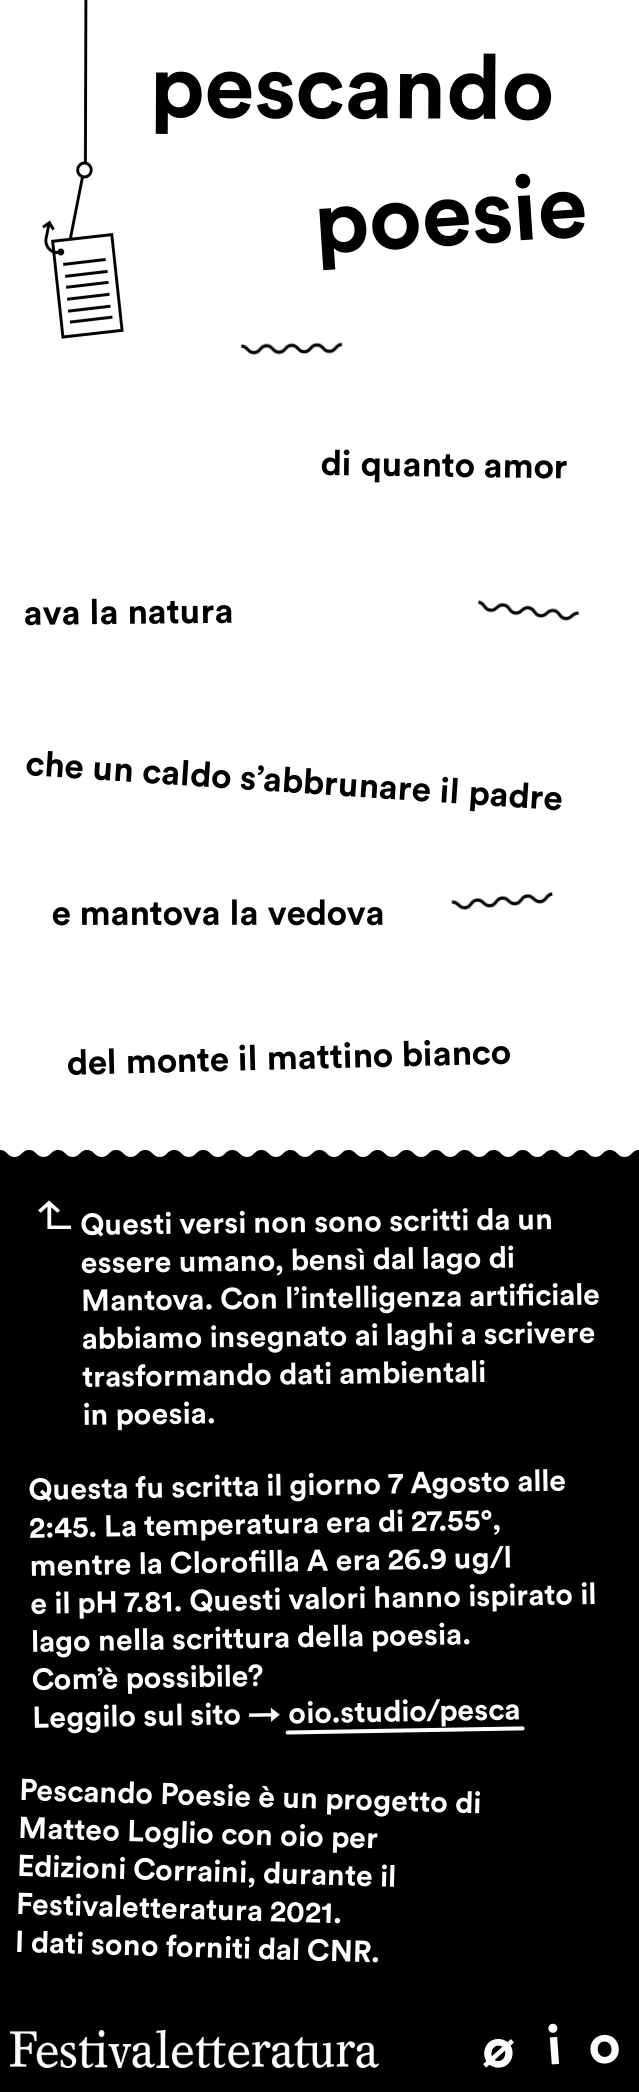 pescando
poesie
di quanto amor
ava la natura
che un caldo s’abbrunare il padre
e mantova la vedova
del monte il mattino bianco
Questi versi non sono scritti da un
essere umano, bensì dal lago di
Mantova. Con l’intelligenza artificiale
abbiamo insegnato ai laghi a scrivere
trasformando dati ambientali
in poesia.
Questa fu scritta il giorno 7 Agosto alle
2:45. La temperatura era di 27.55°,
mentre la Clorofilla A era 26.9 ug/l
e il pH 7.81. Questi valori hanno ispirato il
lago nella scrittura della poesia.
Com’è possibile?
Leggilo sul sito → oio.studio/pesca
Pescando Poesie è un progetto di
Matteo Loglio con oio per
Edizioni Corraini, durante il
Festivaletteratura 2021.
I dati sono forniti dal CNR.
Festivaletteratura
ø i o